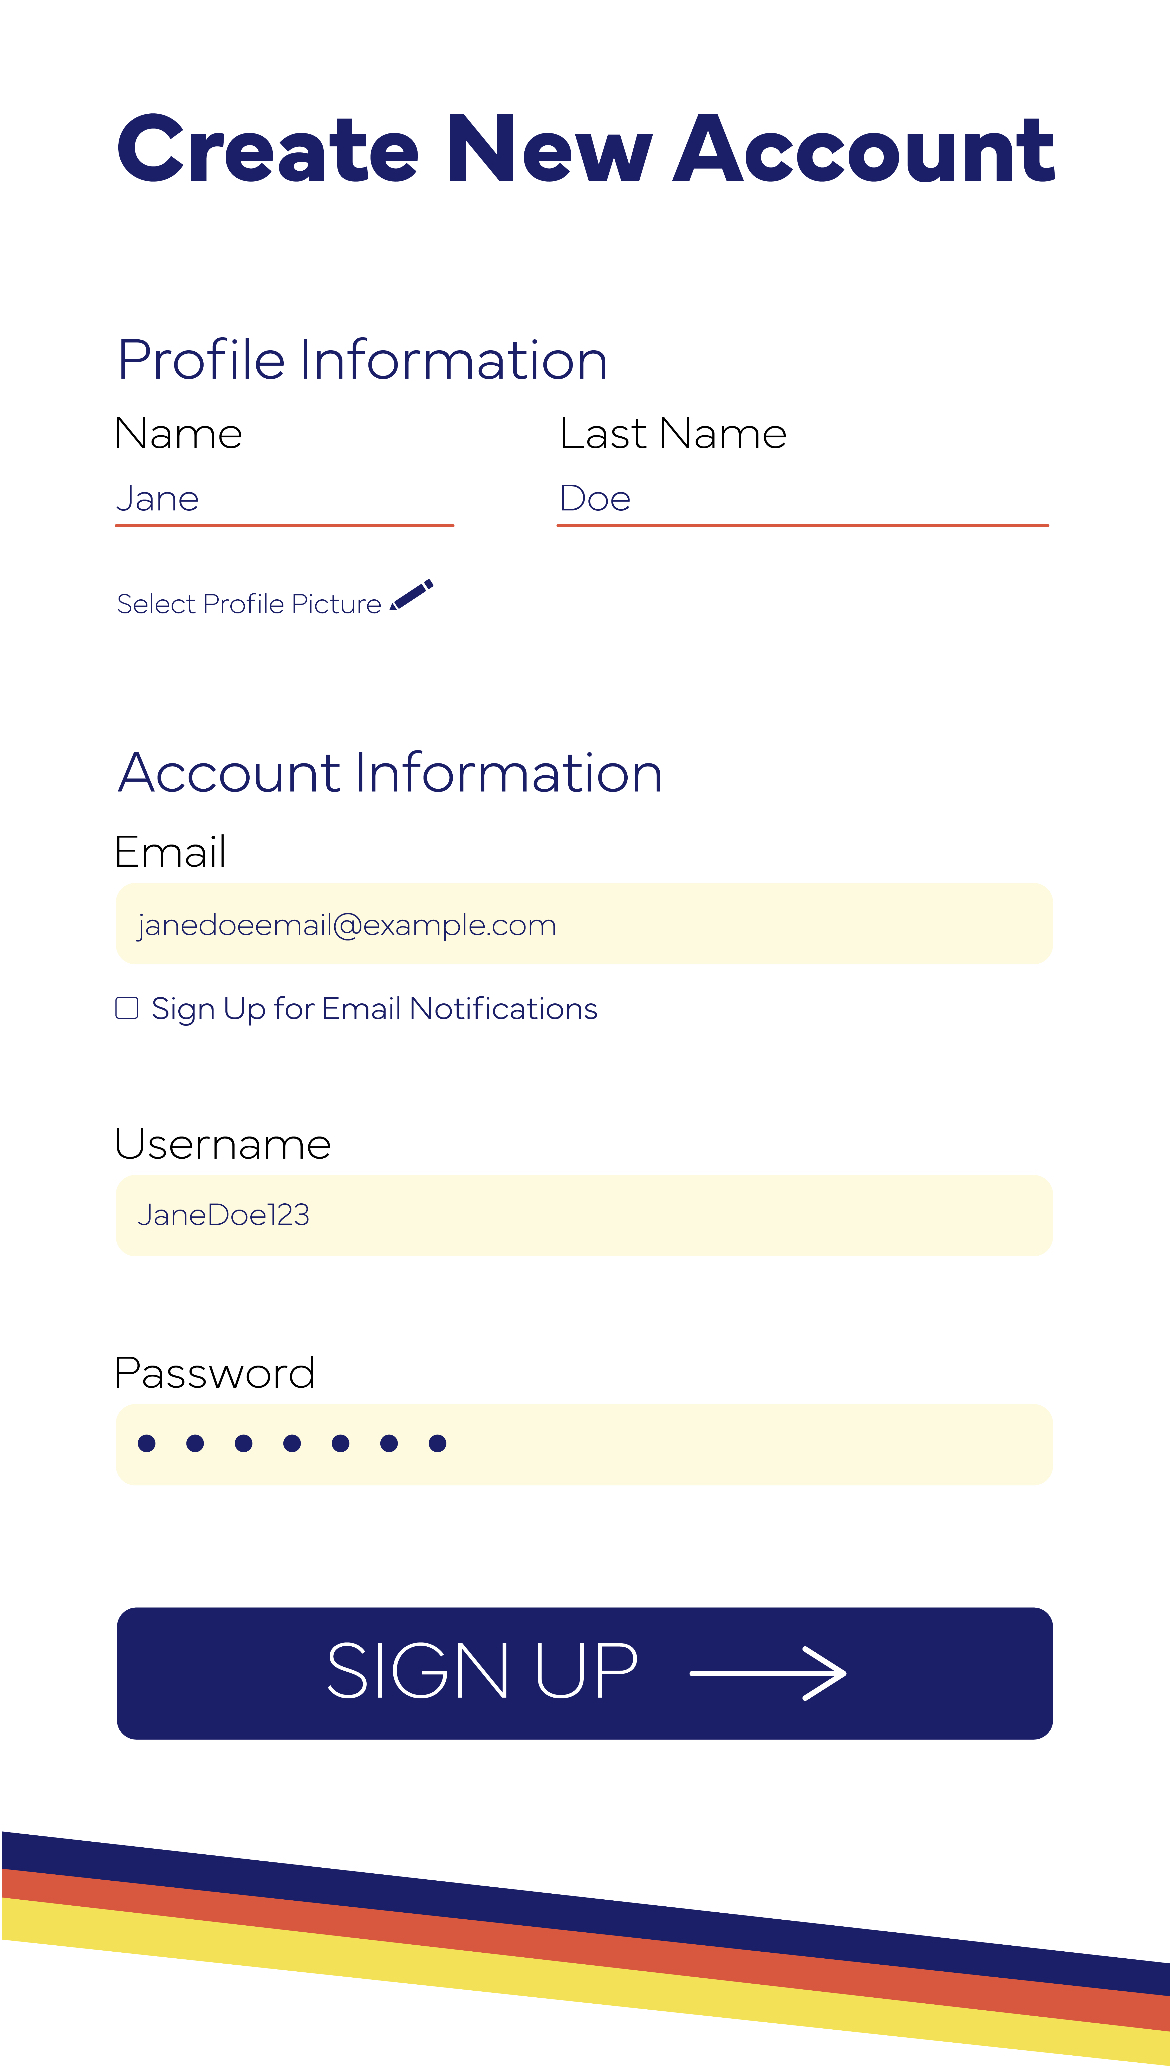 Create New Account
Profile Information
Name Last Name
Jane Doe
Select Profile Picture
Account Information
Email
janedoeemail@example.com
Sign Up for Email Notifications
Username
JaneDoe123
Password
SIGN UP